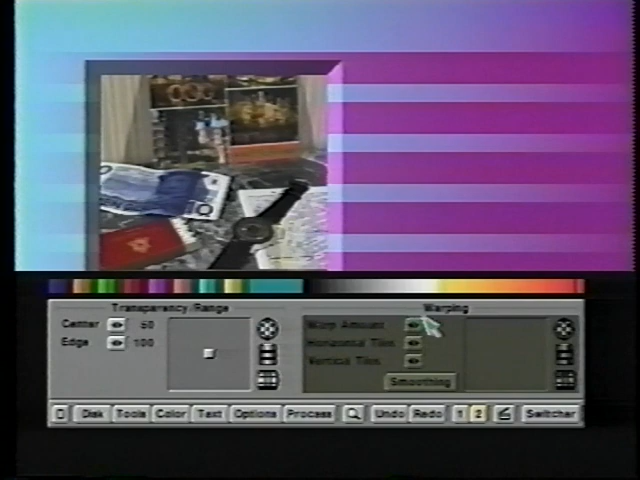 Transparency/Range
Center 50
Edge 100
Warping
Warp Amount
Horizontal Tiles
Vertical Tiles
Smoothing
Disk Tools Color Text Options Process Undo Redo 1 2 Switcher